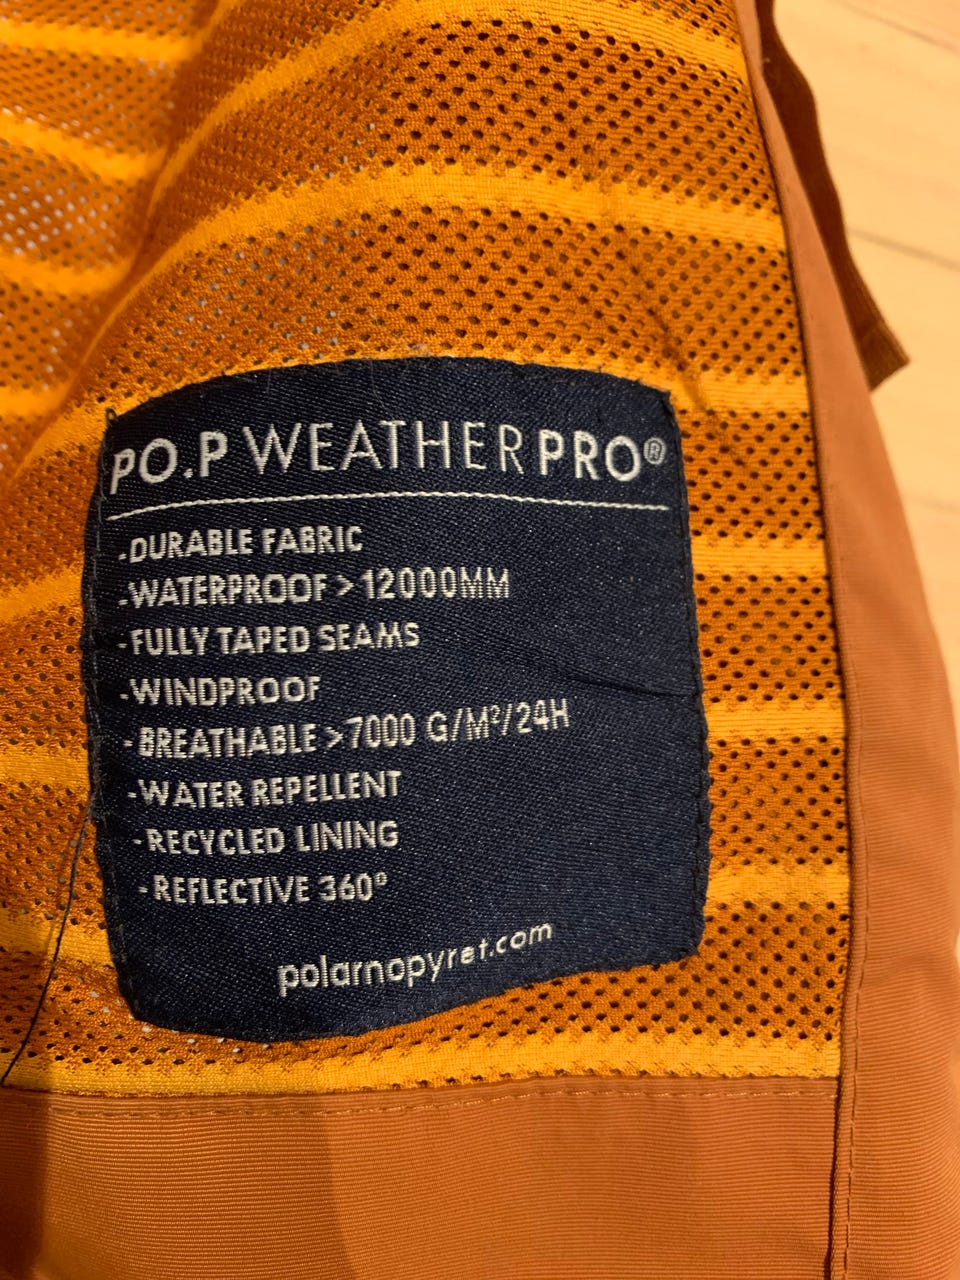 PO.P WEATHERPRO®
-DURABLE FABRIC
-WATERPROOF >12000MM
-FULLY TAPED SEAMS
-WINDPROOF
-BREATHABLE >7000 G/M²/24H
-WATER REPELLENT
-RECYCLED LINING
-REFLECTIVE 360º
polarnopyret.com